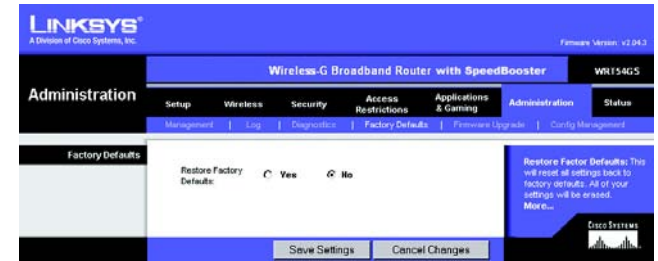 LINKSYS®
A Division of Cisco Systems, Inc.
Firmware Version: v2.04.3
Wireless-G Broadband Router with SpeedBooster
WRT54GS
Administration
Setup
Wireless
Security
Access Restrictions
Applications & Gaming
Administration
Status
Management | Log | Diagnostics | Factory Defaults | Firmware Upgrade | Config Management
Factory Defaults
Restore Factory
Defaults:
Yes
No
Restore Factor Defaults: This
will reset all settings back to
factory defaults. All of your
settings will be
erased.
More...
CISCO SYSTEMS
Save Settings
Cancel Changes